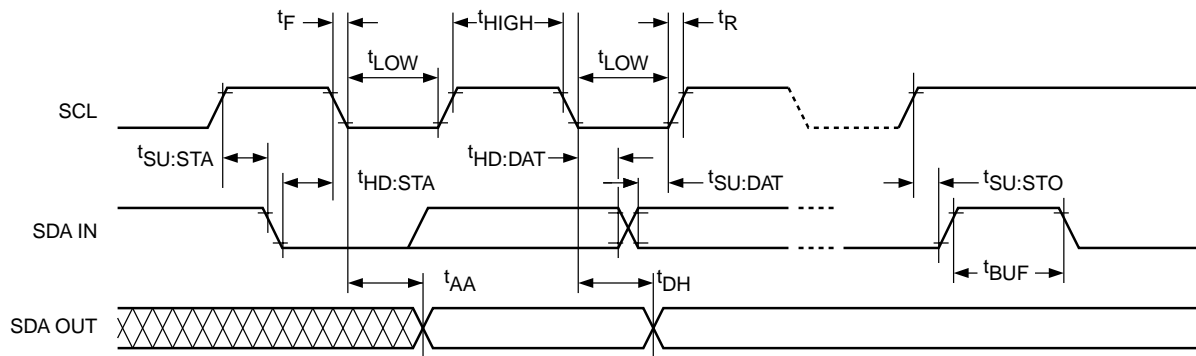 tF tHIGH tR
tLOW tLOW
SCL
tSU:STA tHD:DAT
tHD:STA tSU:DAT tSU:STO
SDA IN
tBUF
tAA tDH
SDA OUT